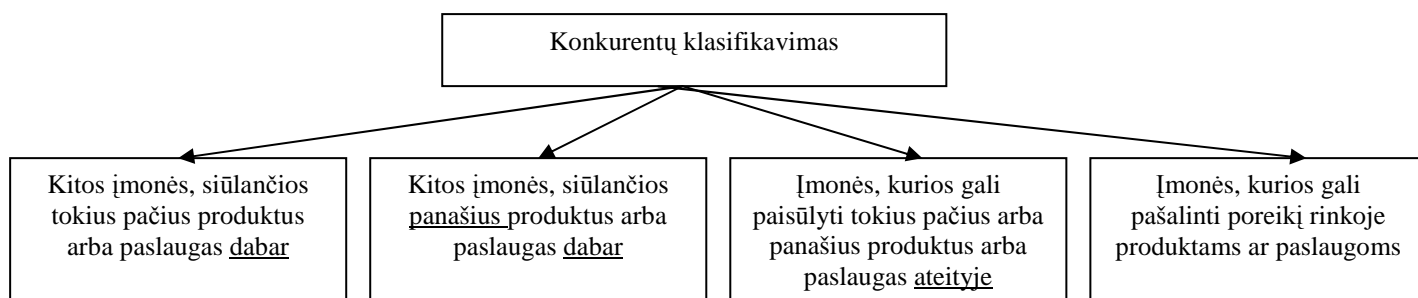 Konkurentų klasifikavimas
Kitos įmonės, siūlančios
tokius pačius produktus
arba paslaugas dabar
Kitos įmonės, siūlančios
panašius produktus arba
paslaugas dabar
Įmonės, kurios gali
paisūlyti tokius pačius arba
panašius produktus arba
paslaugas ateityje
Įmonės, kurios gali
pašalinti poreikį rinkoje
produktams ar paslaugoms